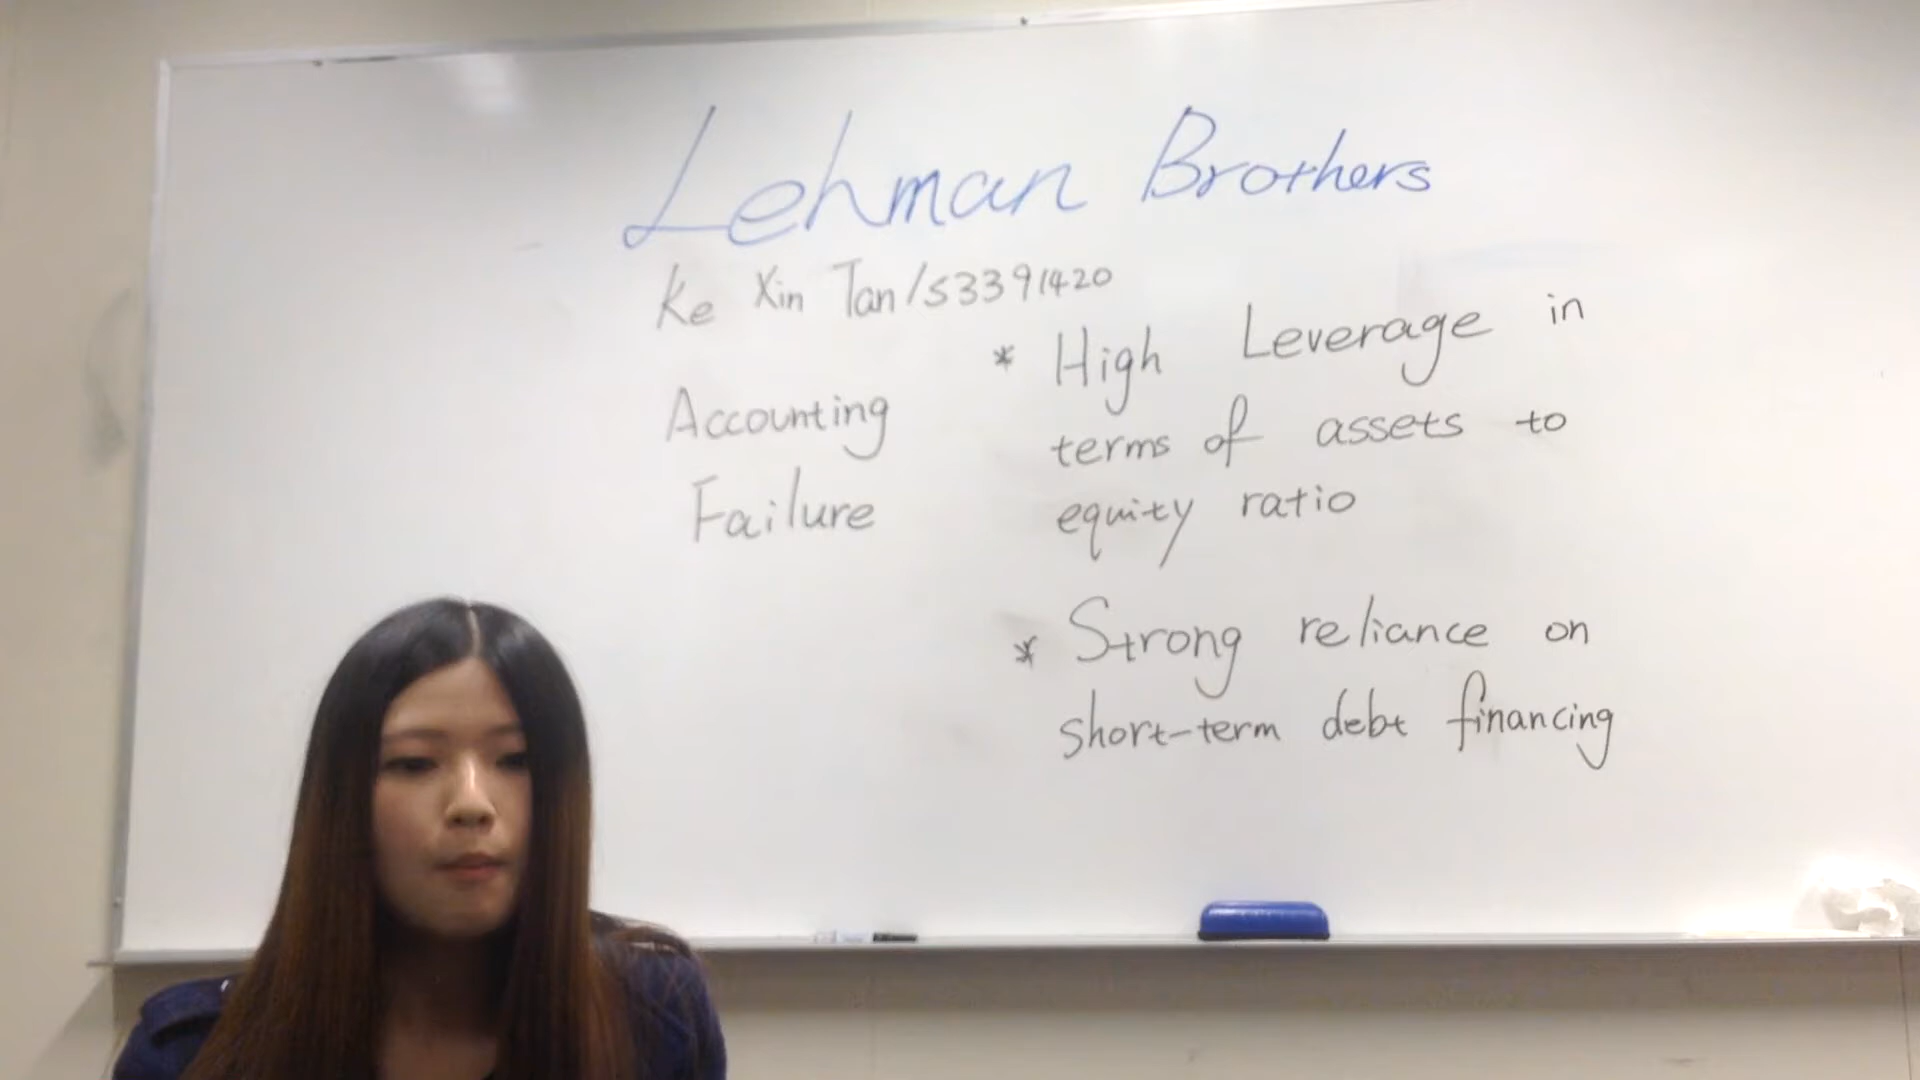 Lehman Brothers
Ke Xin Tan/S3391420
Accounting
Failure
* High Leverage in
terms of assets to
equity ratio
* Strong reliance on
short-term debt financing